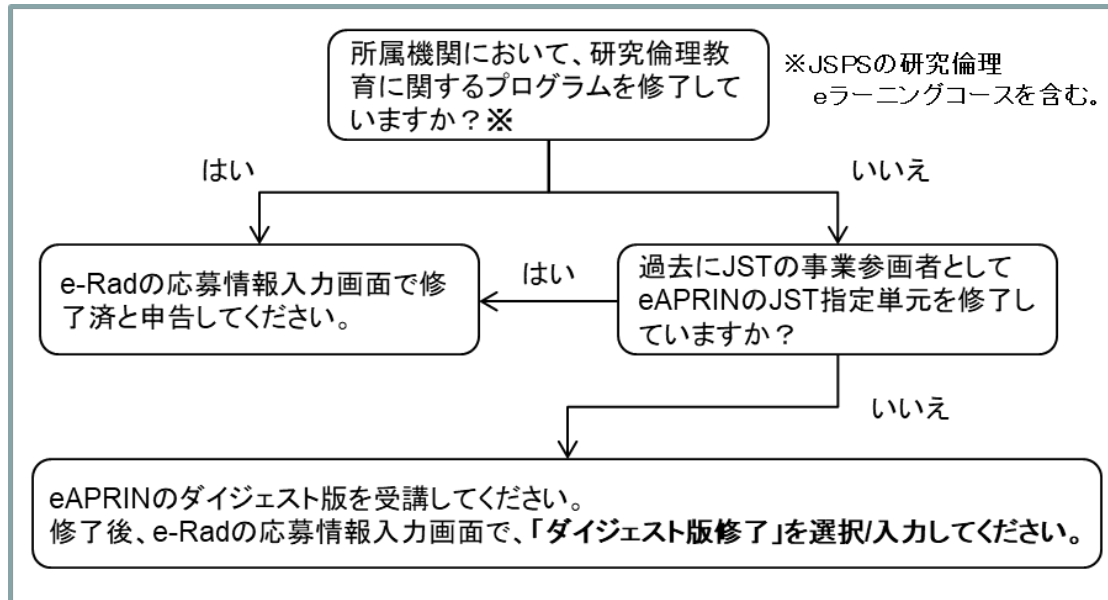 所属機関において、研究倫理教
育に関するプログラムを修了して
いますか？※
※JSPSの研究倫理
eラーニングコースを含む。
はい
いいえ
e-Radの応募情報入力画面で修
了済と申告してください。
はい
過去にJSTの事業参画者として
eAPRINのJST指定単元を修了し
ていますか？
いいえ
eAPRINのダイジェスト版を受講してください。
修了後、e-Radの応募情報入力画面で、「ダイジェスト版修了」を選択/入力してください。